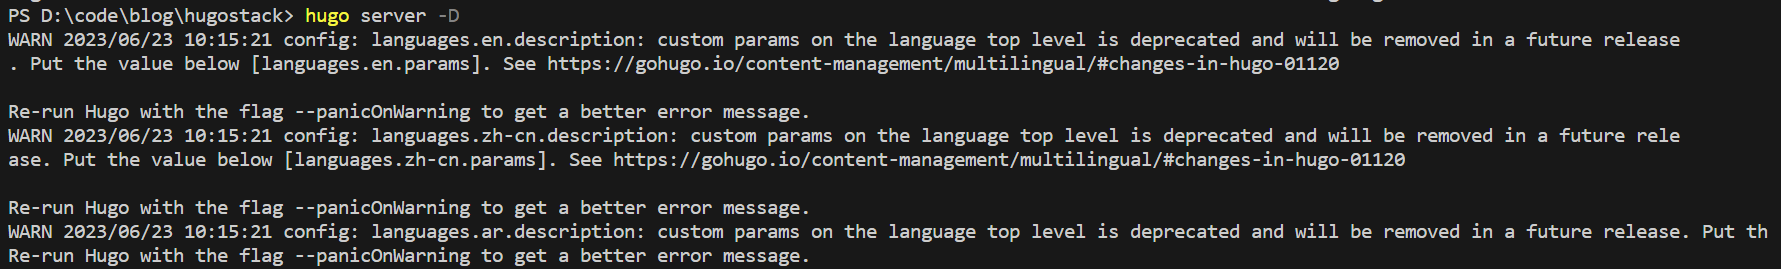 PS D:\code\blog\hugostack> hugo server -D
WARN 2023/06/23 10:15:21 config: languages.en.description: custom params on the language top level is deprecated and will be removed in a future release
. Put the value below [languages.en.params]. See https://gohugo.io/content-management/multilingual/#changes-in-hugo-01120
Re-run Hugo with the flag --panicOnWarning to get a better error message.
WARN 2023/06/23 10:15:21 config: languages.zh-cn.description: custom params on the language top level is deprecated and will be removed in a future rele
ase. Put the value below [languages.zh-cn.params]. See https://gohugo.io/content-management/multilingual/#changes-in-hugo-01120
Re-run Hugo with the flag --panicOnWarning to get a better error message.
WARN 2023/06/23 10:15:21 config: languages.ar.description: custom params on the language top level is deprecated and will be removed in a future release. Put th
Re-run Hugo with the flag --panicOnWarning to get a better error message.